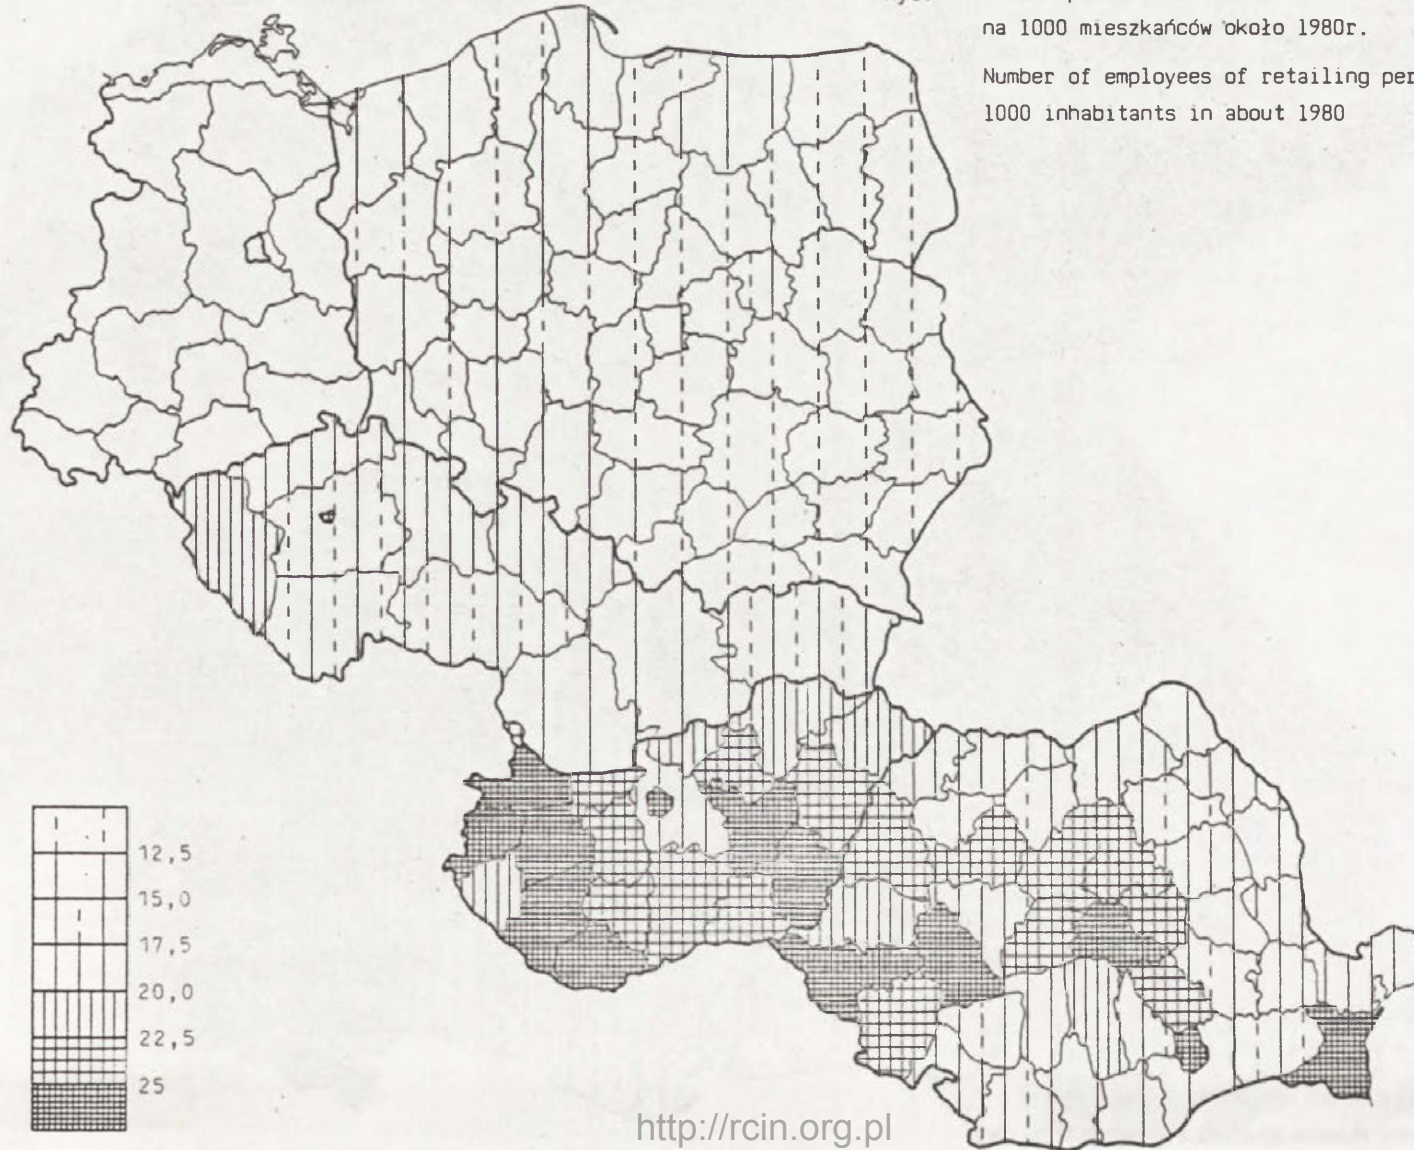 na 1000 mieszkańców około 1980r.
Number of employees of retailing per
1000 inhabitants in about 1980
12,5
15,0
17,5
20,0
22,5
25
http://rcin.org.pl